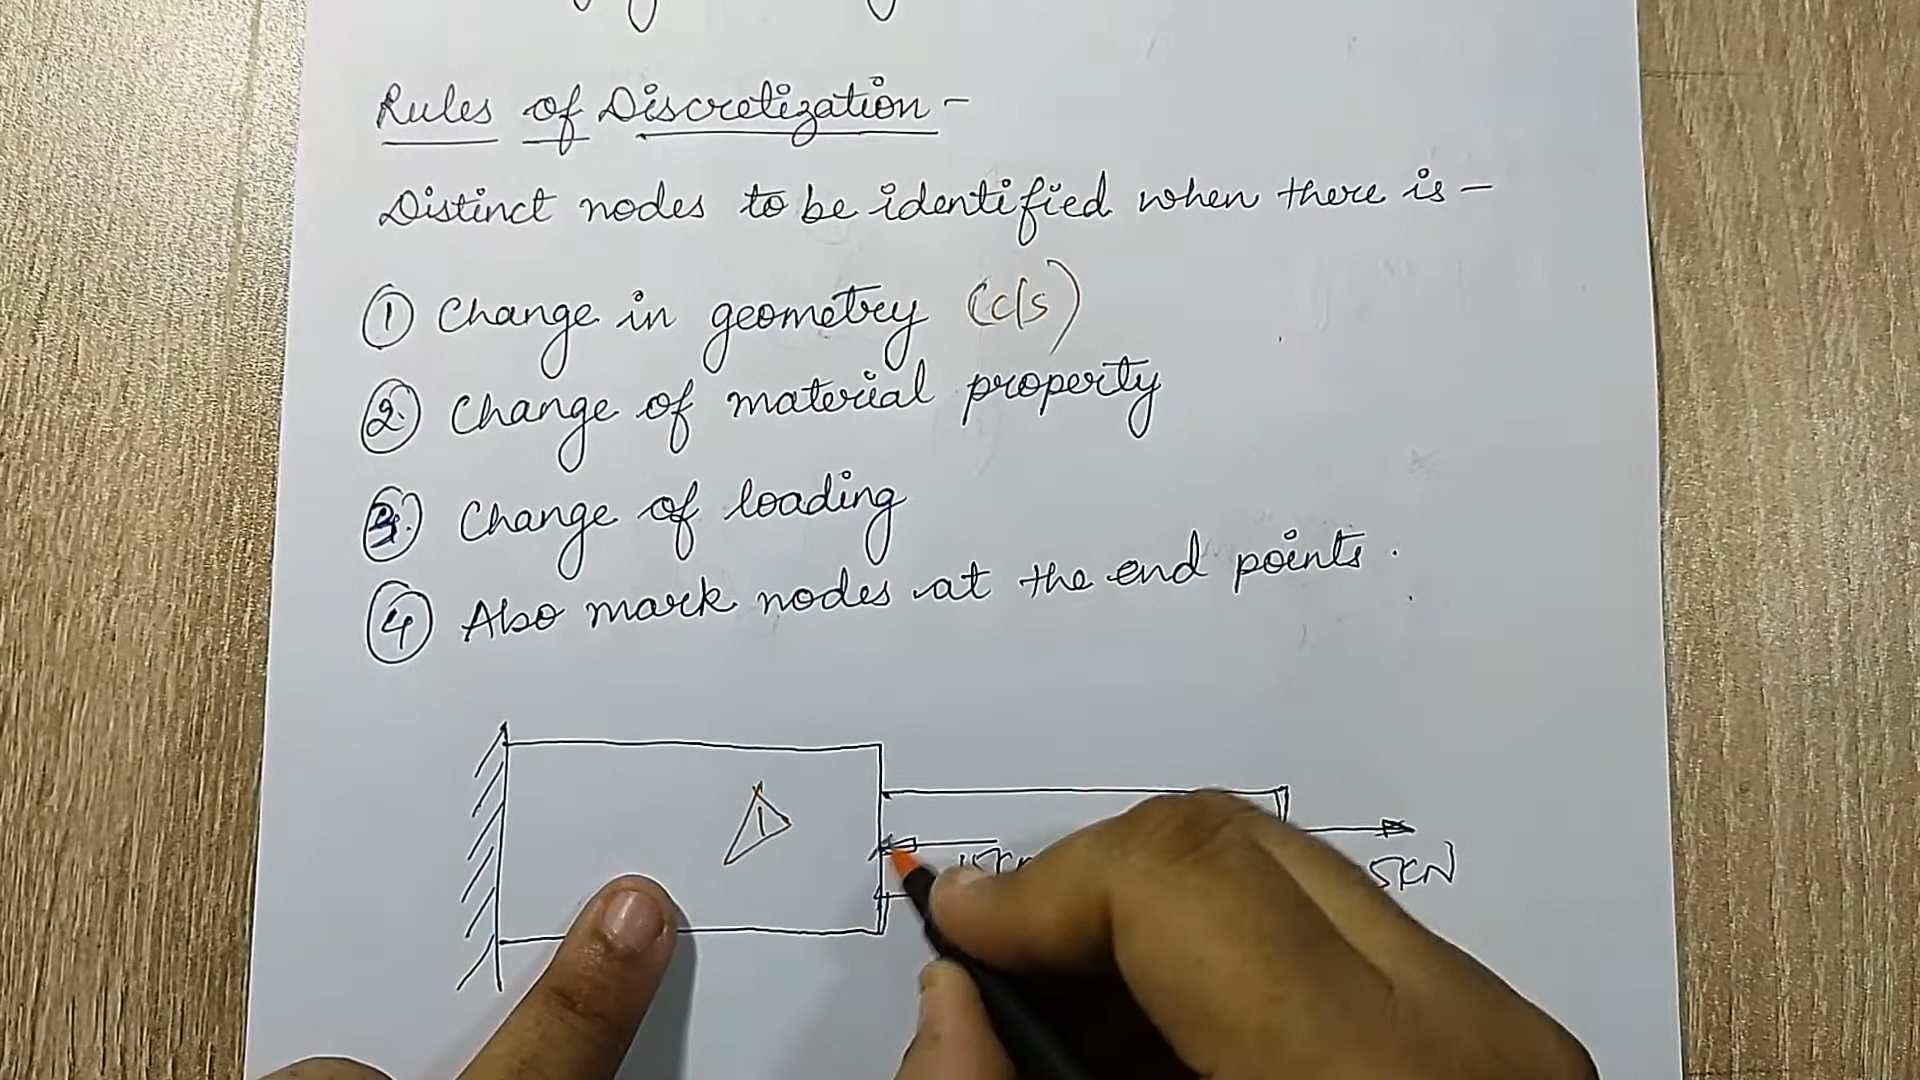 Rules of Discretization -
Distinct nodes to be identified when there is -
① Change in geometry (c/s)
②. Change of material property
③. Change of loading
④ Also mark nodes at the end points.
1
5KN